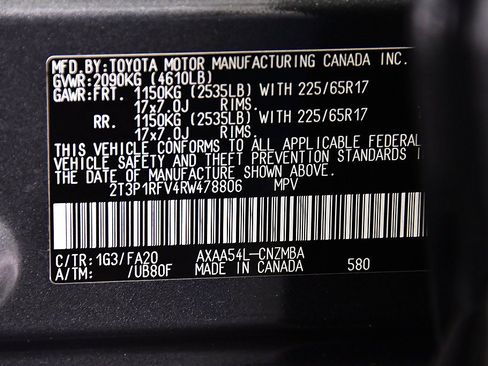 MFD.BY:TOYOTA MOTOR MANUFACTURING CANADA INC.
GVWR:2090KG (4610LB)
GAWR:FRT. 1150KG (2535LB) WITH 225/65R17
17x7.0J RIMS.
RR. 1150KG (2535LB) WITH 225/65R17
17x7.0J RIMS.
THIS VEHICLE CONFORMS TO ALL APPLICABLE FEDERAL
VEHICLE SAFETY AND THEFT PREVENTION STANDARDS I
THE DATE OF MANUFACTURE SHOWN ABOVE.
2T3P1RFV4RW478806 MPV
C/TR: 1G3/FA20 AXAA54L-CNZMBA
A/TM: /UB80F MADE IN CANADA 580